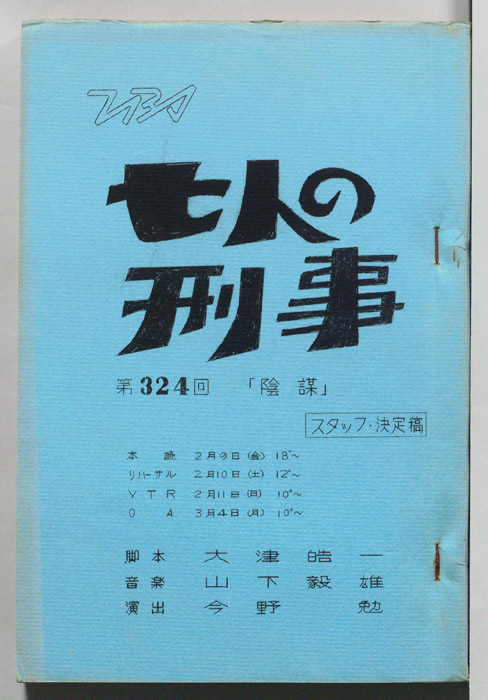 七人の
刑事
第324回 「陰謀」
スタッフ・決定稿
本読 2月9日(金) 18°~
リハーサル 2月10日(土) 12°~
VTR 2月11日(日) 10°~
OA 3月4日(月) 10°~
脚本 大津皓一
音楽 山下毅雄
演出 今野勉